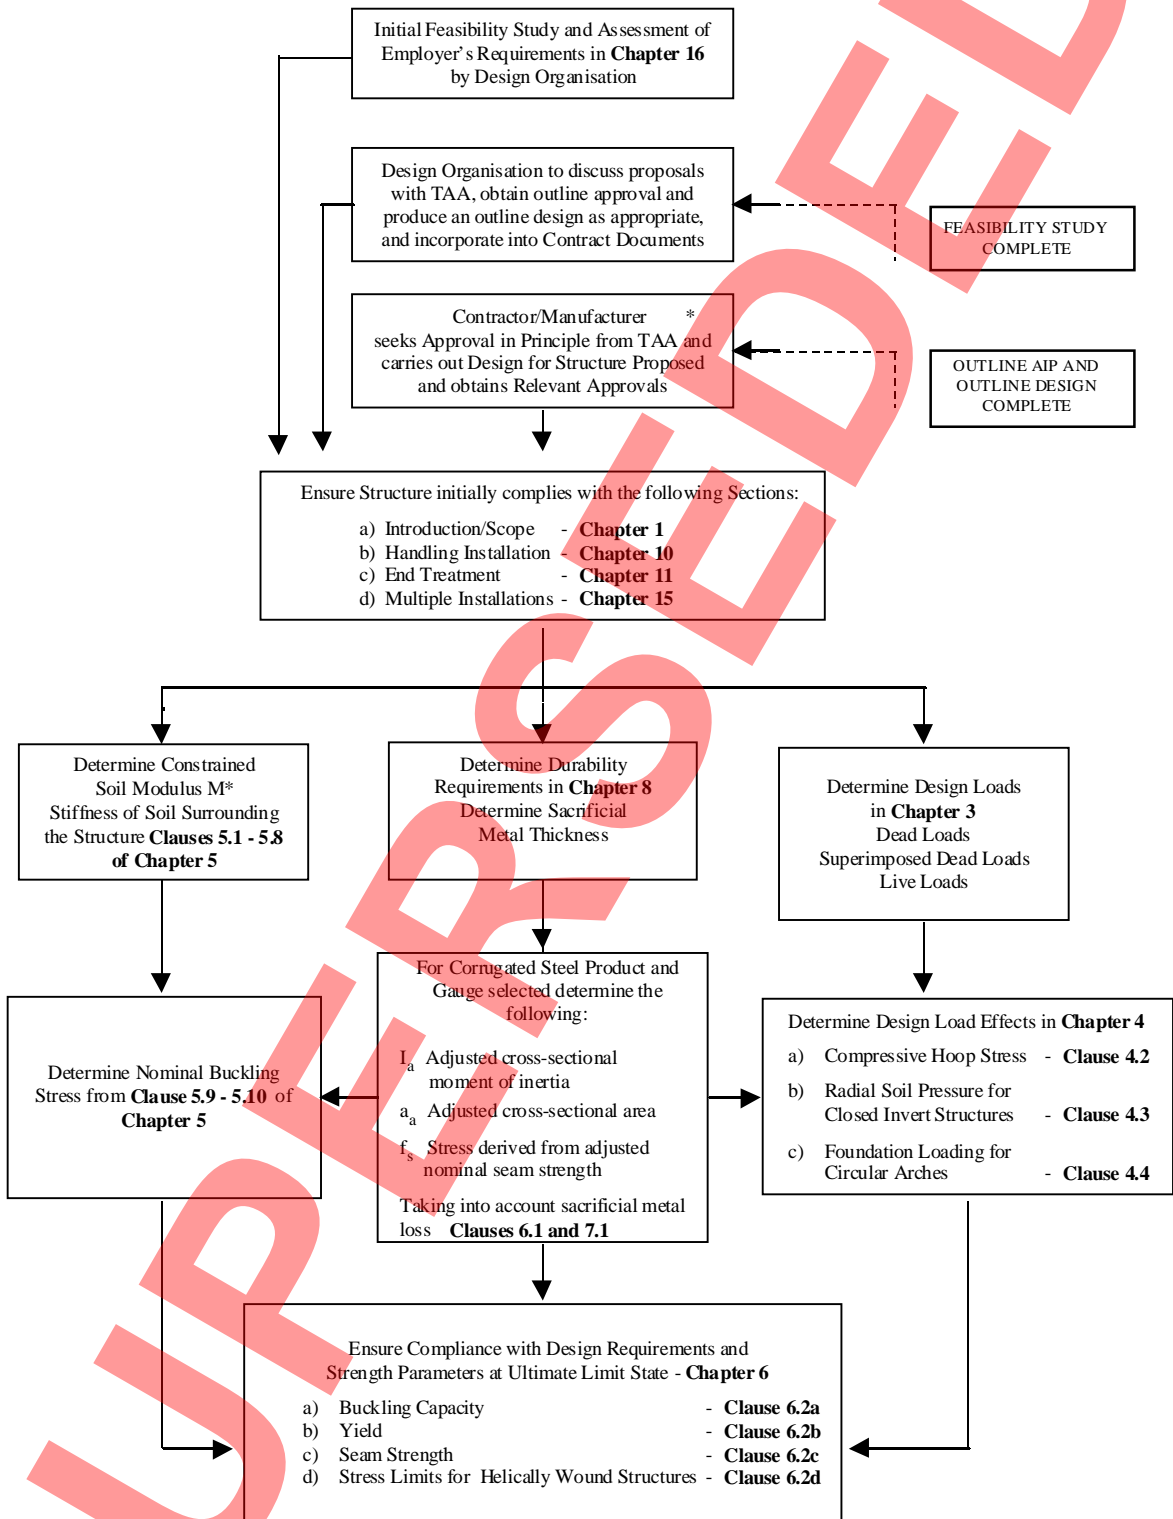 Initial Feasibility Study and Assessment of
Employer's Requirements in Chapter 16
by Design Organisation
Design Organisation to discuss proposals
with TAA, obtain outline approval and
produce an outline design as appropriate,
and incorporate into Contract Documents
FEASIBILITY STUDY
COMPLETE
Contractor/Manufacturer *
seeks Approval in Principle from TAA and
carries out Design for Structure Proposed
and obtains Relevant Approvals
OUTLINE AIP AND
OUTLINE DESIGN
COMPLETE
Ensure Structure initially complies with the following Sections:
a) Introduction/Scope - Chapter 1
b) Handling Installation - Chapter 10
c) End Treatment - Chapter 11
d) Multiple Installations - Chapter 15
Determine Constrained
Soil Modulus M*
Stiffness of Soil Surrounding
the Structure Clauses 5.1 - 5.8
of Chapter 5
Determine Durability
Requirements in Chapter 8
Determine Sacrificial
Metal Thickness
Determine Design Loads
in Chapter 3
Dead Loads
Superimposed Dead Loads
Live Loads
Determine Nominal Buckling
Stress from Clause 5.9 - 5.10 of
Chapter 5
For Corrugated Steel Product and
Gauge selected determine the
following:
Ia Adjusted cross-sectional
moment of inertia
aa Adjusted cross-sectional area
fs Stress derived from adjusted
nominal seam strength
Taking into account sacrificial metal
loss Clauses 6.1 and 7.1
Determine Design Load Effects in Chapter 4
a) Compressive Hoop Stress - Clause 4.2
b) Radial Soil Pressure for
Closed Invert Structures - Clause 4.3
c) Foundation Loading for
Circular Arches - Clause 4.4
Ensure Compliance with Design Requirements and
Strength Parameters at Ultimate Limit State - Chapter 6
a) Buckling Capacity - Clause 6.2a
b) Yield - Clause 6.2b
c) Seam Strength - Clause 6.2c
d) Stress Limits for Helically Wound Structures - Clause 6.2d
UPERSEDED